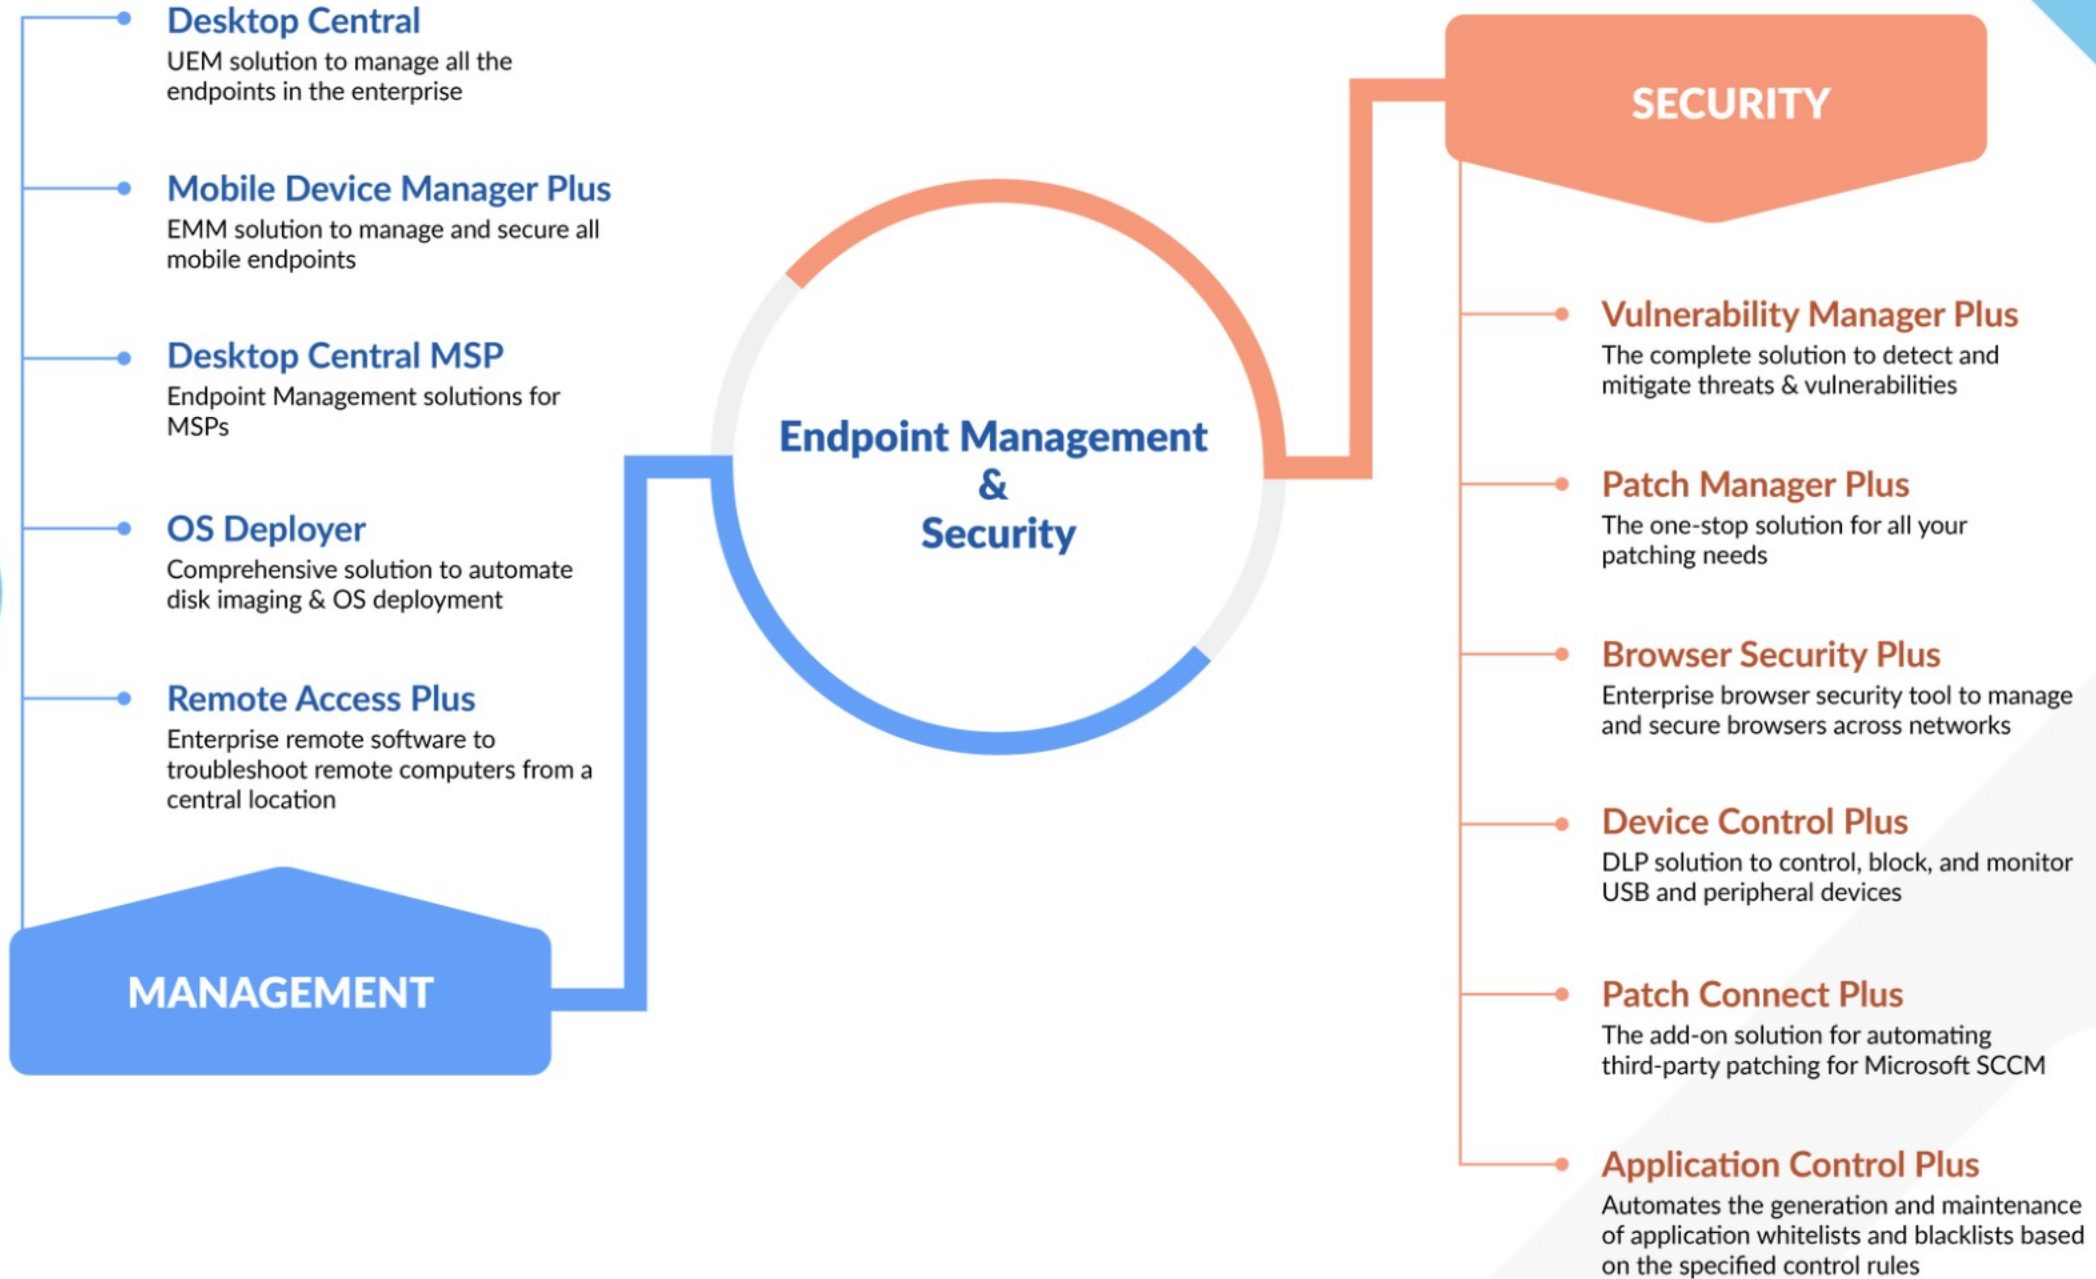 Desktop Central
UEM solution to manage all the
endpoints in the enterprise
Mobile Device Manager Plus
EMM solution to manage and secure all
mobile endpoints
Desktop Central MSP
Endpoint Management solutions for
MSPs
OS Deployer
Comprehensive solution to automate
disk imaging & OS deployment
Remote Access Plus
Enterprise remote software to
troubleshoot remote computers from a
central location
MANAGEMENT
Endpoint Management
&
Security
SECURITY
Vulnerability Manager Plus
The complete solution to detect and
mitigate threats & vulnerabilities
Patch Manager Plus
The one-stop solution for all your
patching needs
Browser Security Plus
Enterprise browser security tool to manage
and secure browsers across networks
Device Control Plus
DLP solution to control, block, and monitor
USB and peripheral devices
Patch Connect Plus
The add-on solution for automating
third-party patching for Microsoft SCCM
Application Control Plus
Automates the generation and maintenance
of application whitelists and blacklists based
on the specified control rules